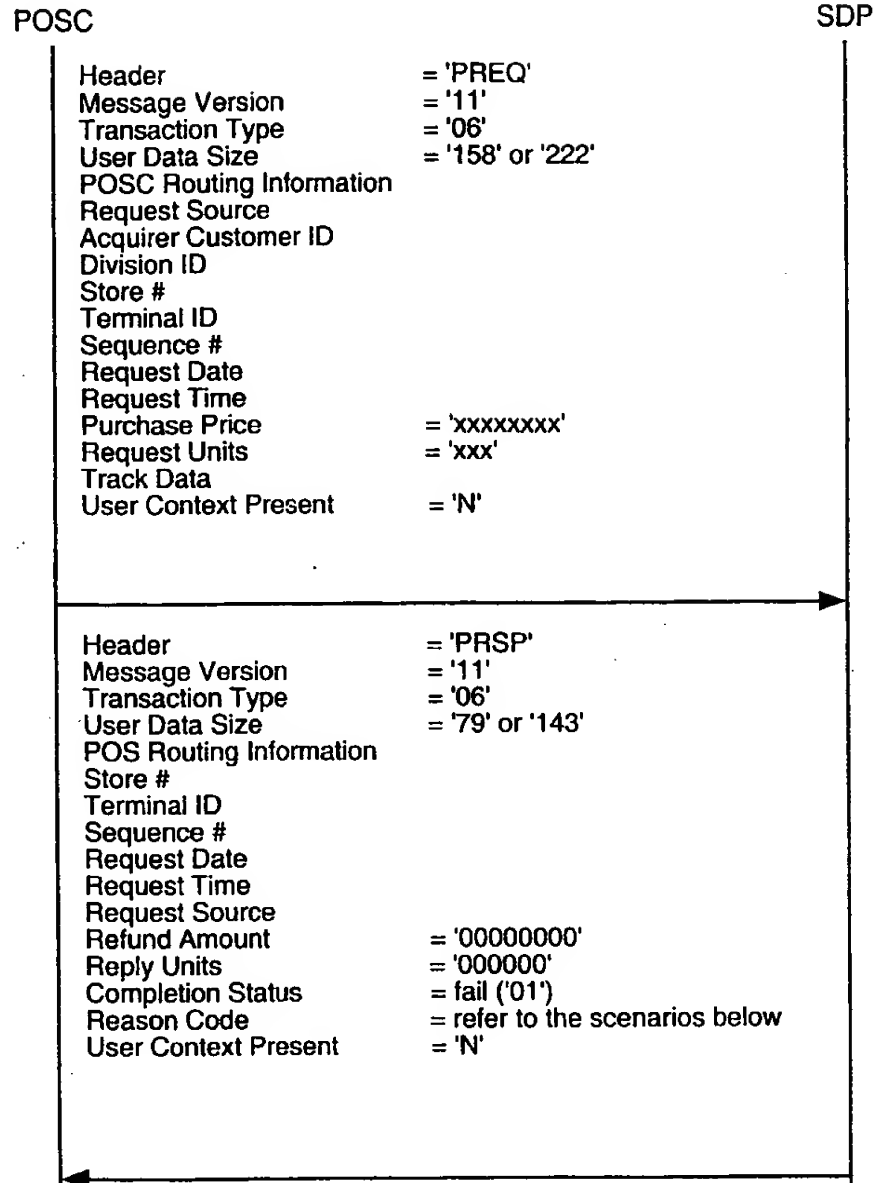 POSC SDP
Header = 'PREQ'
Message Version = '11'
Transaction Type = '06'
User Data Size = '158' or '222'
POSC Routing Information
Request Source
Acquirer Customer ID
Division ID
Store #
Terminal ID
Sequence #
Request Date
Request Time
Purchase Price = 'xxxxxxxx'
Request Units = 'xxx'
Track Data
User Context Present = 'N'
Header = 'PRSP'
Message Version = '11'
Transaction Type = '06'
User Data Size = '79' or '143'
POS Routing Information
Store #
Terminal ID
Sequence #
Request Date
Request Time
Request Source
Refund Amount = '00000000'
Reply Units = '000000'
Completion Status = fail ('01')
Reason Code = refer to the scenarios below
User Context Present = 'N'